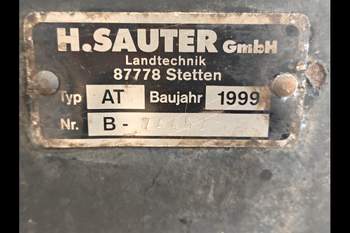 H.SAUTER GmbH
Landtechnik
87778 Stetten
Typ AT Baujahr 1999
Nr. B -